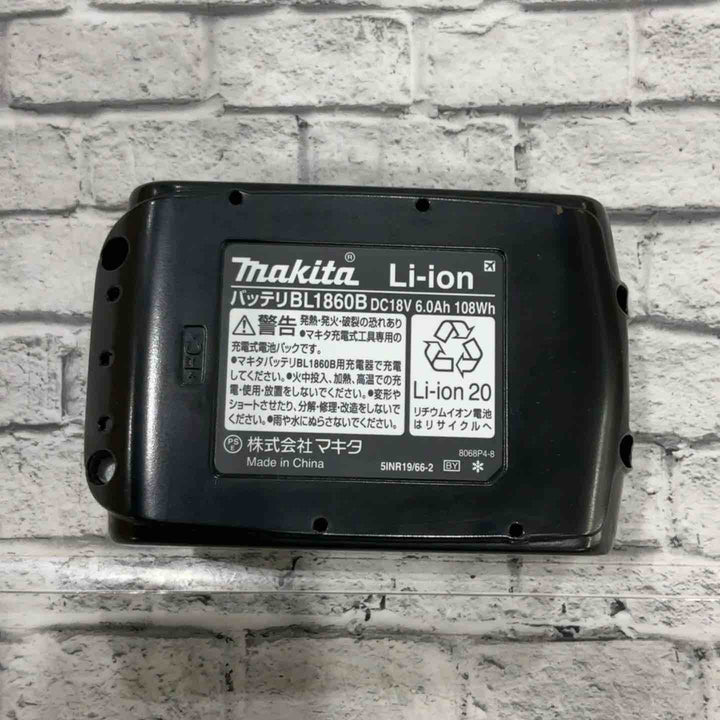 makita® Li-ion
バッテリBL1860B DC18V 6.0Ah 108Wh
⚠警告 発熱・発火・破裂の恐れあり
●マキタ充電式工具専用の
充電式電池パックです。
●マキタバッテリBL1860B用充電器で充電
してください。●火中投入、加熱、高温での充
電・使用・放置をしないでください。●変形や
ショートさせたり、分解・修理・改造をしないで
ください。●雨や水にぬらさないでください。
Li-ion 20
リチウムイオン電池
はリサイクルへ
PS
E
株式会社マキタ
Made in China
8068P4-8
5INR19/66-2 BY *